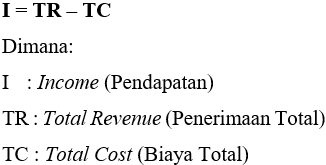 I = TR – TC
Dimana:
I : Income (Pendapatan)
TR : Total Revenue (Penerimaan Total)
TC : Total Cost (Biaya Total)